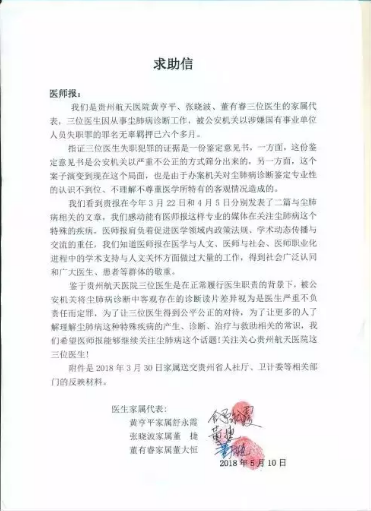 求助信
医师报：
我们是贵州航天医院黄亨平、张晓波、董有睿三位医生的家属代
表，三位医生因从事尘肺病诊断工作，被公安机关以涉嫌国有事业单位
人员失职罪的罪名无辜羁押已六个多月。
指证三位医生失职犯罪的证据是一份鉴定意见书，一方面，这份鉴
定意见书是公安机关以严重不公正的方式筛分出来的，另一方面，这个
案子演变到现在这个局面，也是由于办案机关对尘肺病诊断鉴定专业性
的认识不到位、不理解不尊重医学所特有的客观情况造成的。
我们看到贵报在今年 3 月 22 日和 4 月 5 日分别发表了二篇与尘肺
病相关的文章，我们感动能有医师报这样专业的媒体在关注尘肺病这个
特殊的疾病。医师报肩负着促进医学领域内政策法规、学术动态传播与
交流的重任，我们知道医师报在医学与人文、医师与社会、医师职业化
进程中的学术支持与人文关怀方面做过大量的工作，得到社会广泛认同
和广大医生、患者等群体的敬重。
鉴于贵州航天医院三位医生是在正常履行医生职责的背景下，被公
安机关将尘肺病诊断中客观存在的诊断读片差异视为是医生严重不负
责任而定罪，为了让三位医生得到公平公正的对待，为了让更多的人了
解理解尘肺病这种特殊疾病的产生、诊断、治疗与救助相关的常识，我
们希望医师报能够继续关注尘肺病这个话题！关注关心贵州航天医院这
三位医生！
附件是 2018 年 3 月 30 日家属送交贵州省人社厅、卫计委等相关部
门的反映材料。
医生家属代表：
黄亨平家属舒永霞
张晓波家属董 捷
董有睿家属董大恒
2018 年 5 月 10 日